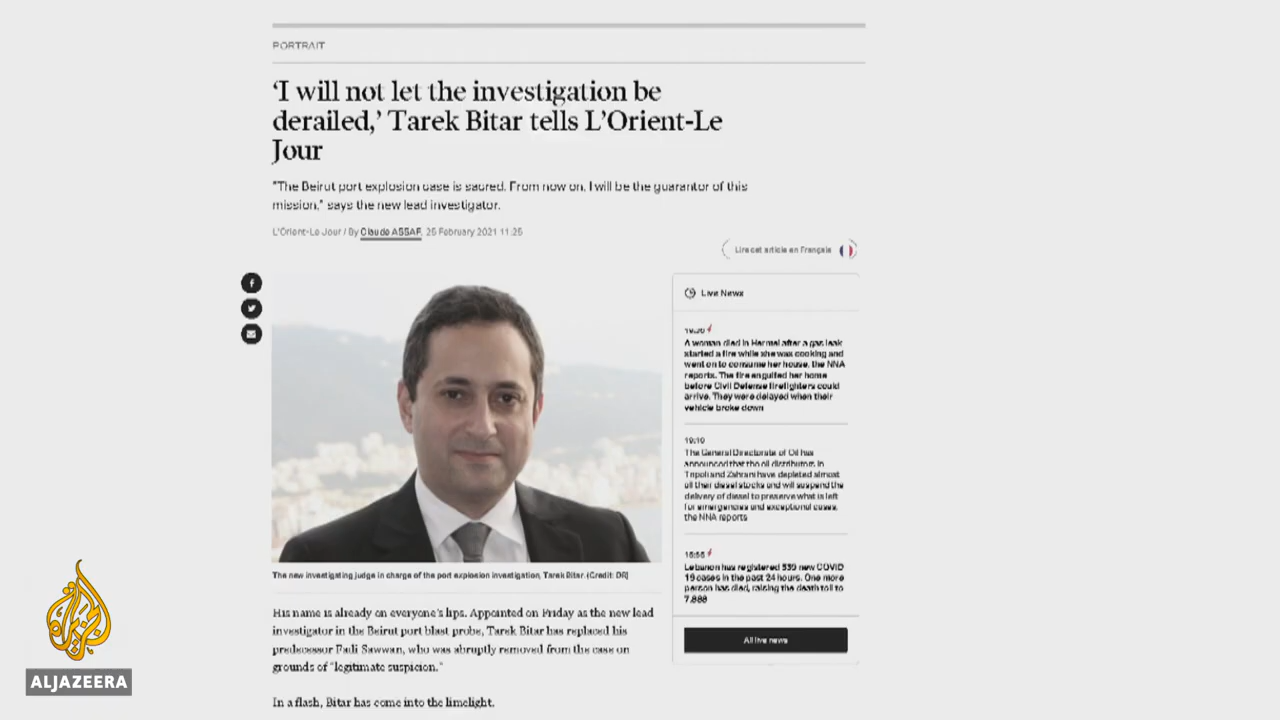 PORTRAIT
‘I will not let the investigation be
derailed,’ Tarek Bitar tells L’Orient-Le
Jour
"The Beirut port explosion case is sacred. From now on, I will be the guarantor of this
mission," says the new lead investigator.
L'Orient-Le Jour / By Claude ASSAF, 25 February 2021 11:25
Lire cet article en Français
The new investigating judge in charge of the port explosion investigation, Tarek Bitar. (Credit: DR)
His name is already on everyone's lips. Appointed on Friday as the new lead
investigator in the Beirut port blast probe, Tarek Bitar has replaced his
predecessor Fadi Sawwan, who was abruptly removed from the case on
grounds of "legitimate suspicion."
In a flash, Bitar has come into the limelight.
Live News
A woman died in Hermel after a gas leak
started a fire while she was cooking and
went on to consume her house, the NNA
reports. The fire engulfed her home
before Civil Defense firefighters could
arrive. They were delayed when their
vehicle broke down
19:10
The General Directorate of Oil has
announced that the oil distributors in
Tripoli and Zahrani have depleted almost
all their diesel stocks and will suspend the
delivery of diesel to preserve what is left
for emergencies and exceptional cases,
the NNA reports
Lebanon has registered 539 new COVID
19 cases in the past 24 hours. One more
person has died, raising the death toll to
7,888
All live news
ALJAZEERA